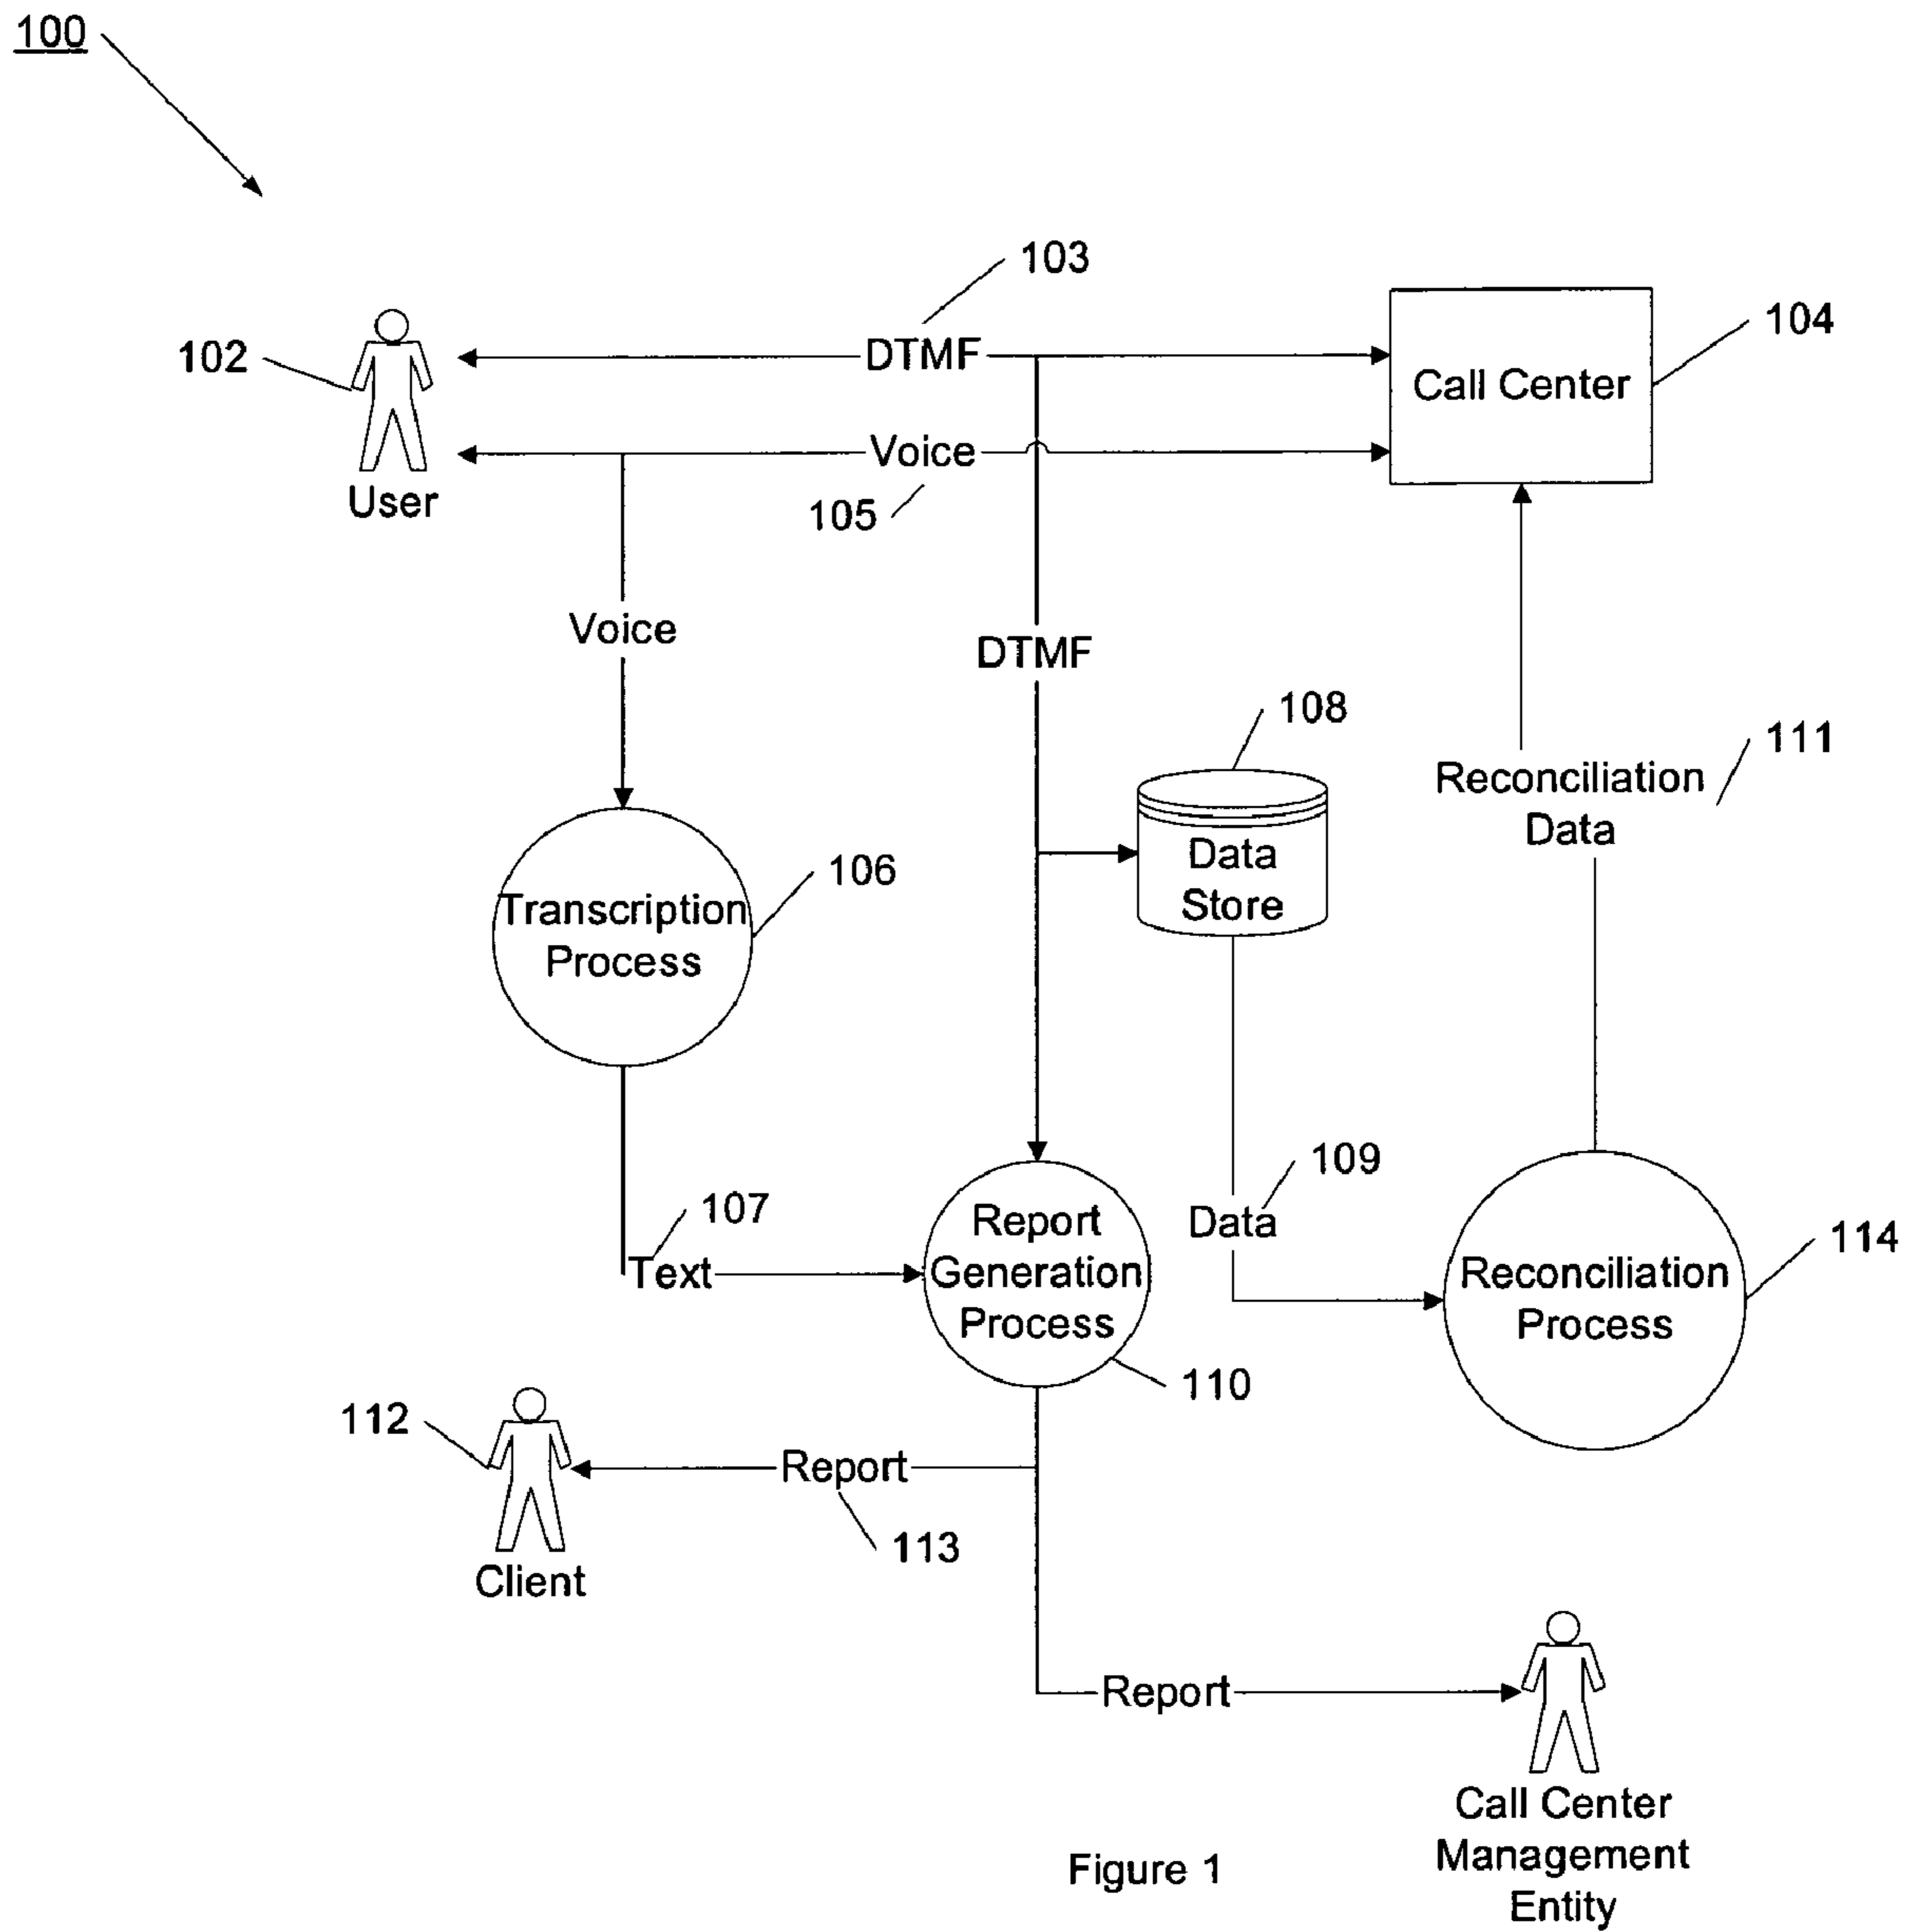 100
103
102
DTMF
Call Center
104
Voice
User
105
Voice
DTMF
108
111
Reconciliation
Data
106
Data
Store
Transcription
Process
109
107
Report
Generation
Process
Data
Text
114
Reconciliation
Process
110
112
Report
113
Client
Report
Call Center
Management
Entity
Figure 1